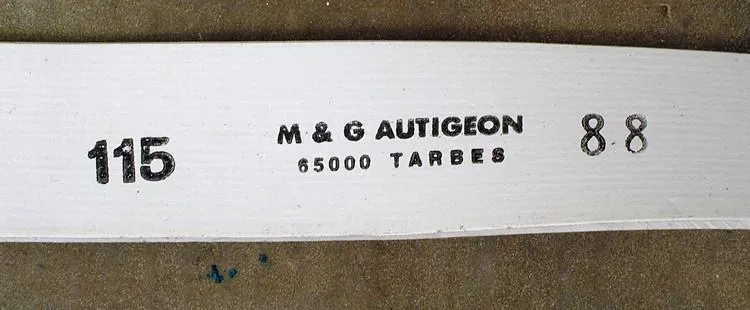 115
M & G AUTIGEON
65000 TARBES
88